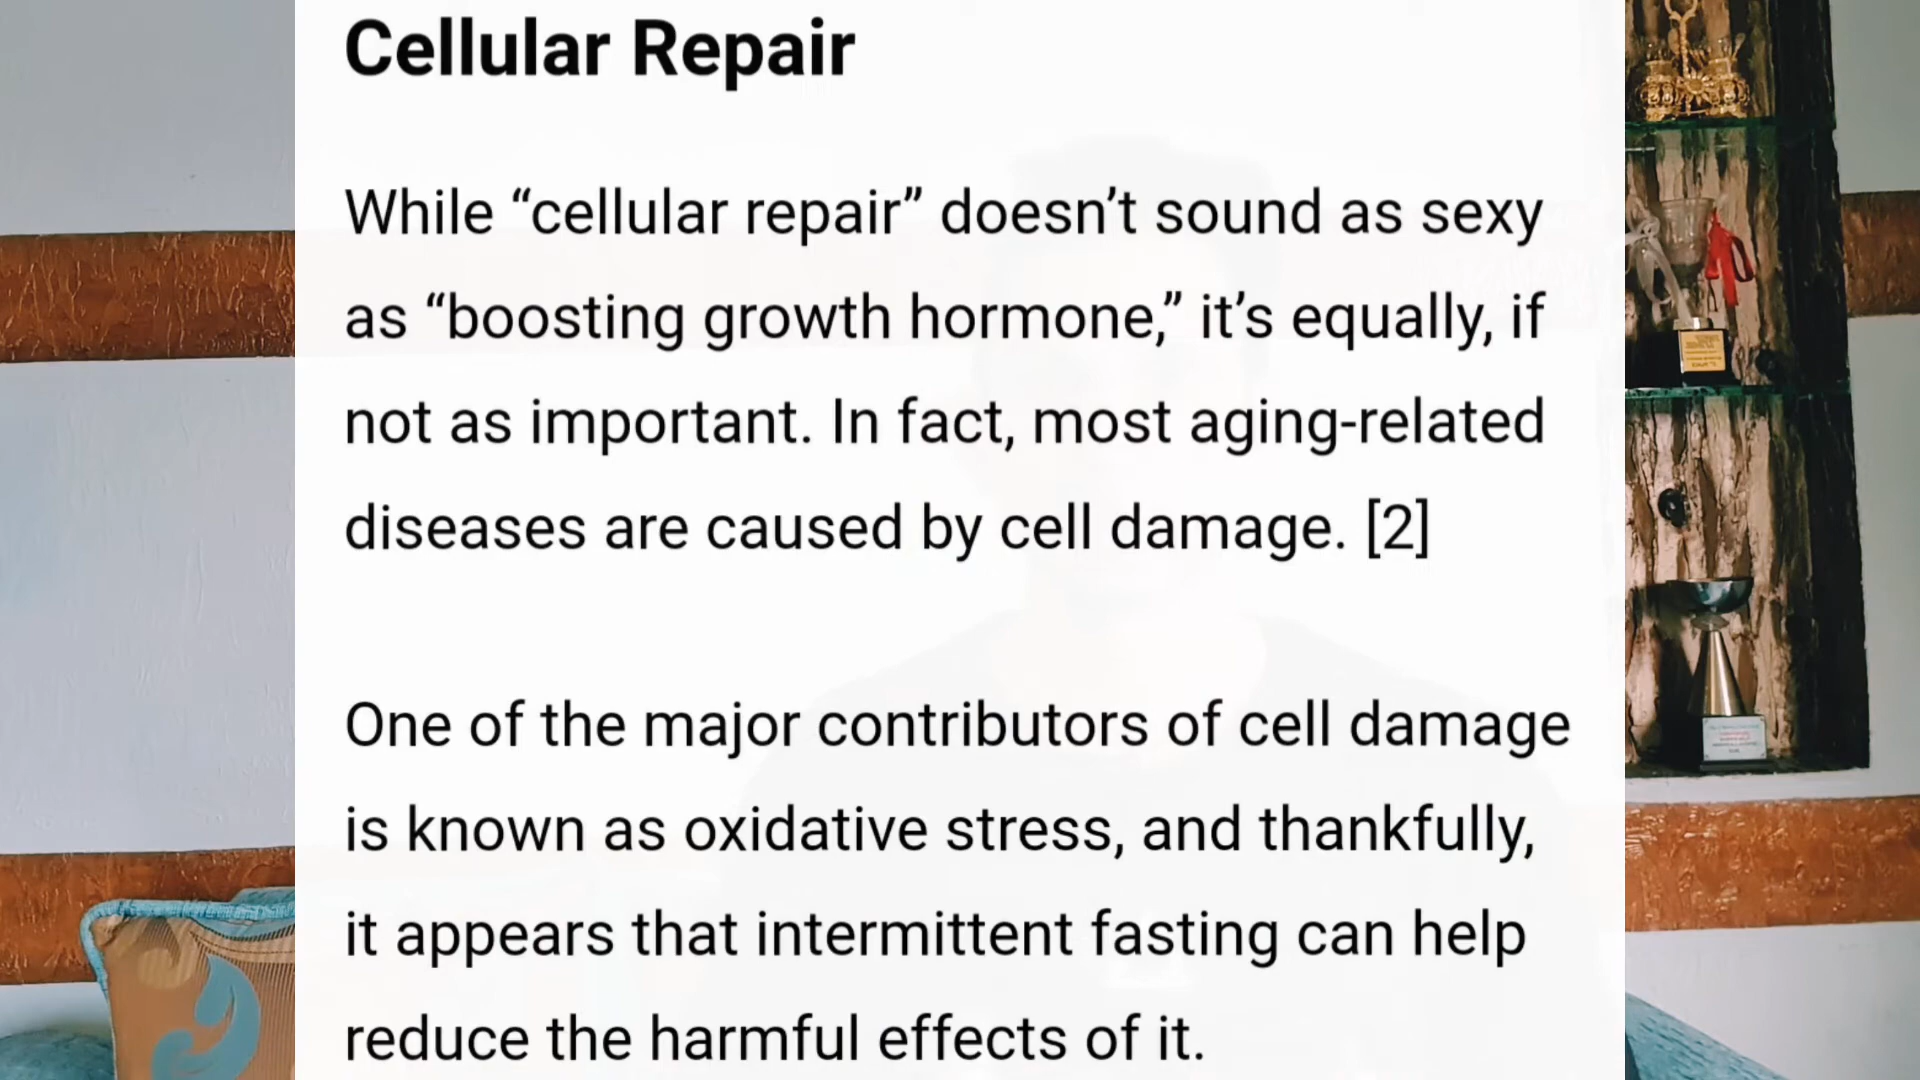 Cellular Repair
While “cellular repair” doesn’t sound as sexy
as “boosting growth hormone,” it’s equally, if
not as important. In fact, most aging-related
diseases are caused by cell damage. [2]
One of the major contributors of cell damage
is known as oxidative stress, and thankfully,
it appears that intermittent fasting can help
reduce the harmful effects of it.